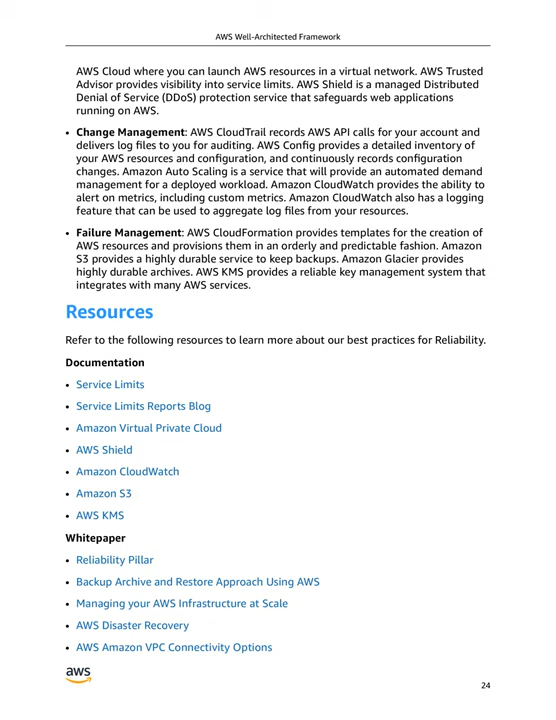 AWS Well-Architected Framework
AWS Cloud where you can launch AWS resources in a virtual network. AWS Trusted
Advisor provides visibility into service limits. AWS Shield is a managed Distributed
Denial of Service (DDoS) protection service that safeguards web applications
running on AWS.
• Change Management: AWS CloudTrail records AWS API calls for your account and
delivers log files to you for auditing. AWS Config provides a detailed inventory of
your AWS resources and configuration, and continuously records configuration
changes. Amazon Auto Scaling is a service that will provide an automated demand
management for a deployed workload. Amazon CloudWatch provides the ability to
alert on metrics, including custom metrics. Amazon CloudWatch also has a logging
feature that can be used to aggregate log files from your resources.
• Failure Management: AWS CloudFormation provides templates for the creation of
AWS resources and provisions them in an orderly and predictable fashion. Amazon
S3 provides a highly durable service to keep backups. Amazon Glacier provides
highly durable archives. AWS KMS provides a reliable key management system that
integrates with many AWS services.
Resources
Refer to the following resources to learn more about our best practices for Reliability.
Documentation
• Service Limits
• Service Limits Reports Blog
• Amazon Virtual Private Cloud
• AWS Shield
• Amazon CloudWatch
• Amazon S3
• AWS KMS
Whitepaper
• Reliability Pillar
• Backup Archive and Restore Approach Using AWS
• Managing your AWS Infrastructure at Scale
• AWS Disaster Recovery
• AWS Amazon VPC Connectivity Options
aws
24